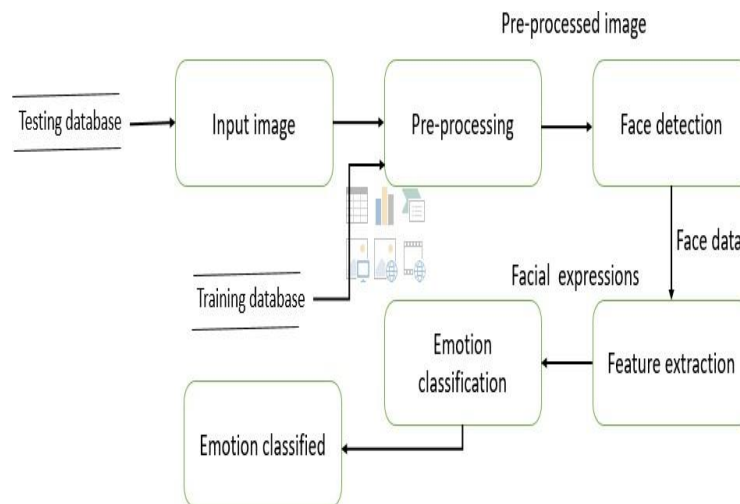 Pre-processed image
Testing database
Input image
Pre-processing
Face detection
Face data
Training database
Facial expressions
Emotion
classification
Feature extraction
Emotion classified